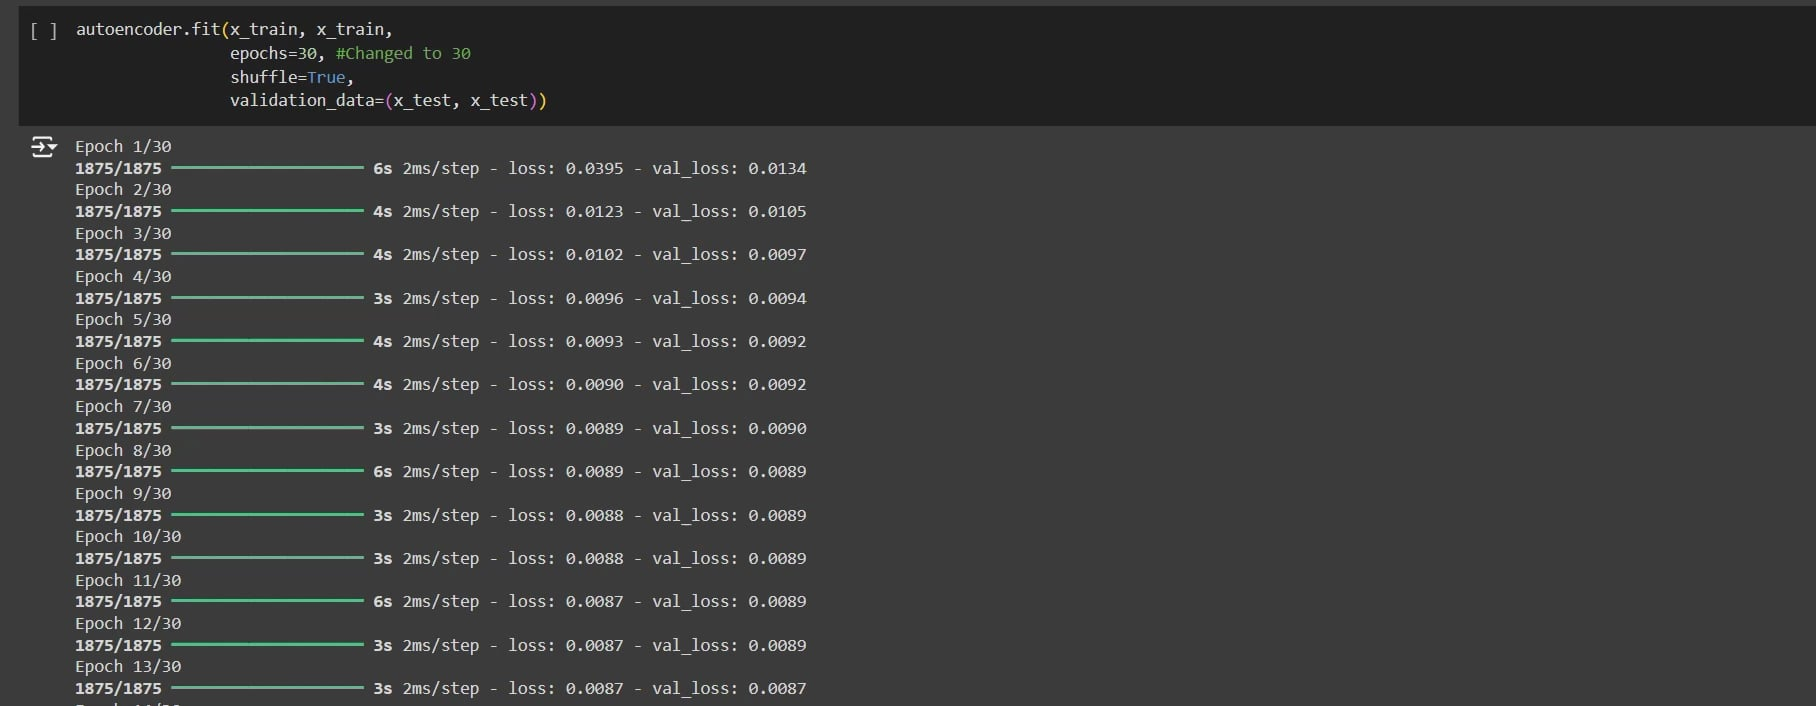 [ ] autoencoder.fit(x_train, x_train,
epochs=30, #Changed to 30
shuffle=True,
validation_data=(x_test, x_test))
Epoch 1/30
1875/1875 6s 2ms/step - loss: 0.0395 - val_loss: 0.0134
Epoch 2/30
1875/1875 4s 2ms/step - loss: 0.0123 - val_loss: 0.0105
Epoch 3/30
1875/1875 4s 2ms/step - loss: 0.0102 - val_loss: 0.0097
Epoch 4/30
1875/1875 3s 2ms/step - loss: 0.0096 - val_loss: 0.0094
Epoch 5/30
1875/1875 4s 2ms/step - loss: 0.0093 - val_loss: 0.0092
Epoch 6/30
1875/1875 4s 2ms/step - loss: 0.0090 - val_loss: 0.0092
Epoch 7/30
1875/1875 3s 2ms/step - loss: 0.0089 - val_loss: 0.0090
Epoch 8/30
1875/1875 6s 2ms/step - loss: 0.0089 - val_loss: 0.0089
Epoch 9/30
1875/1875 3s 2ms/step - loss: 0.0088 - val_loss: 0.0089
Epoch 10/30
1875/1875 3s 2ms/step - loss: 0.0088 - val_loss: 0.0089
Epoch 11/30
1875/1875 6s 2ms/step - loss: 0.0087 - val_loss: 0.0089
Epoch 12/30
1875/1875 3s 2ms/step - loss: 0.0087 - val_loss: 0.0089
Epoch 13/30
1875/1875 3s 2ms/step - loss: 0.0087 - val_loss: 0.0087